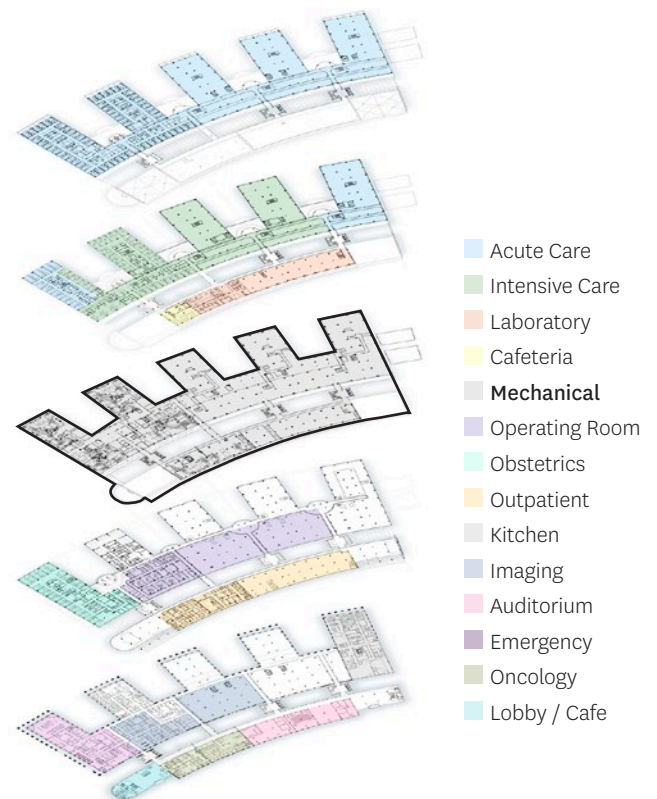 Acute Care
Intensive Care
Laboratory
Cafeteria
Mechanical
Operating Room
Obstetrics
Outpatient
Kitchen
Imaging
Auditorium
Emergency
Oncology
Lobby / Cafe